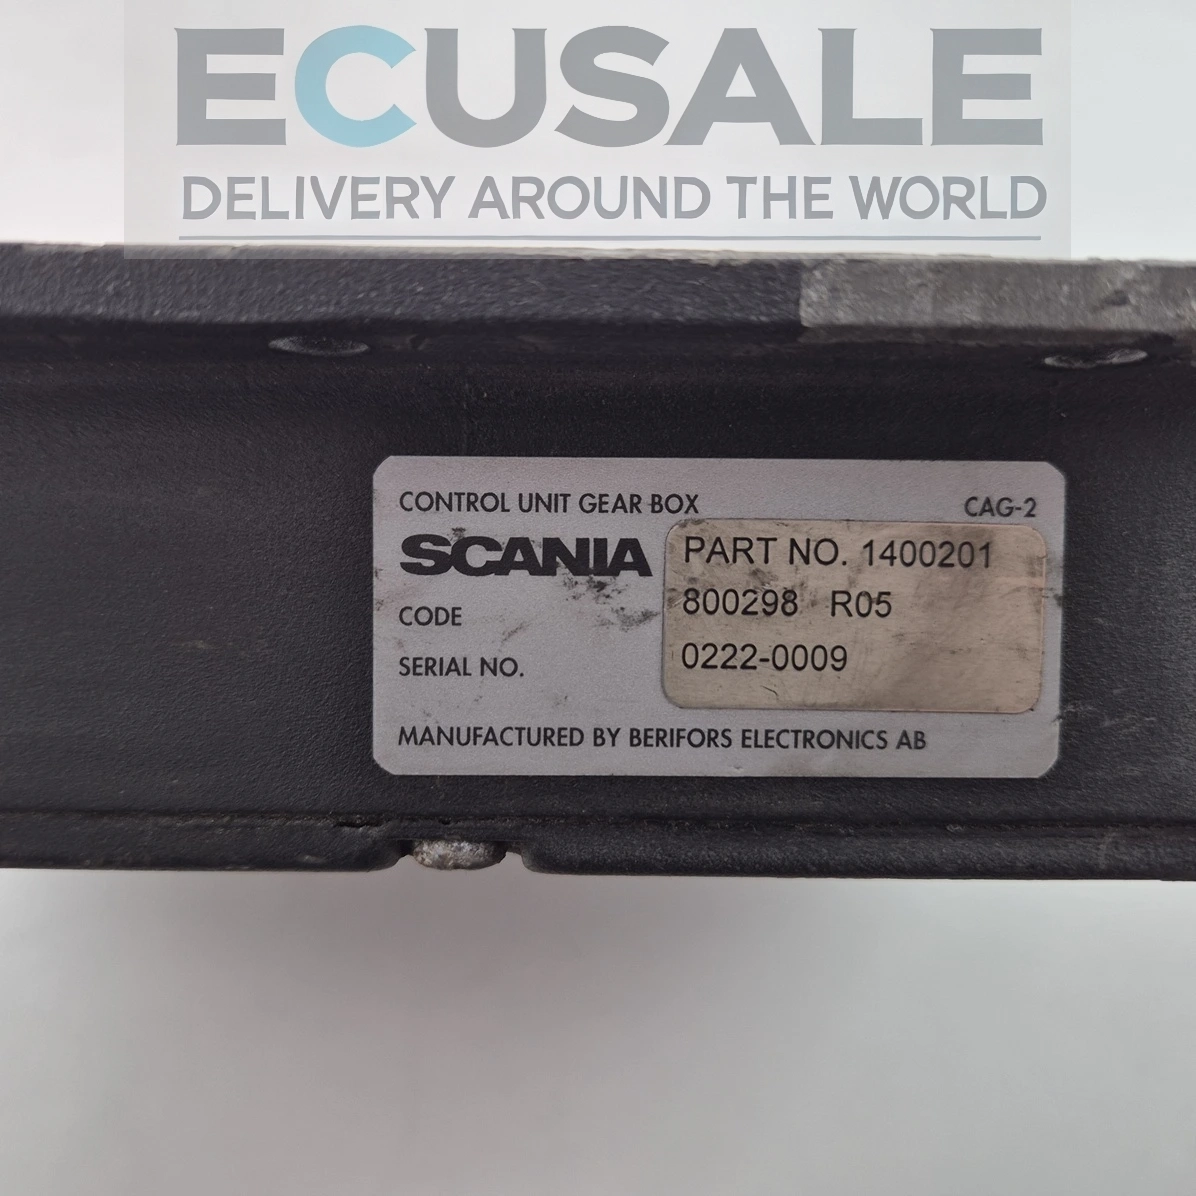 ECUSALE
DELIVERY AROUND THE WORLD
CONTROL UNIT GEAR BOX CAG-2
SCANIA PART NO. 1400201
CODE 800298 R05
SERIAL NO. 0222-0009
MANUFACTURED BY BERIFORS ELECTRONICS AB